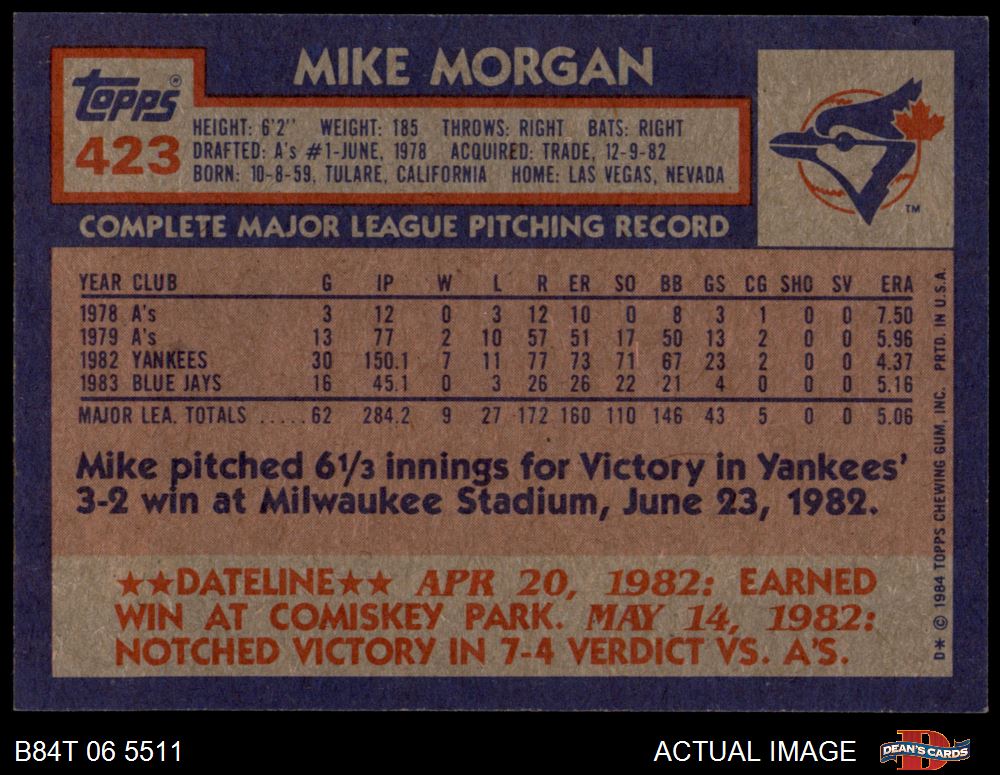 MIKE MORGAN
TOPPS®
423
HEIGHT: 6'2" WEIGHT: 185 THROWS: RIGHT BATS: RIGHT
DRAFTED: A's #1-JUNE, 1978 ACQUIRED: TRADE, 12-9-82
BORN: 10-8-59, TULARE, CALIFORNIA HOME: LAS VEGAS, NEVADA
TM
COMPLETE MAJOR LEAGUE PITCHING RECORD
YEAR CLUB G IP W L R ER SO BB GS CG SHO SV ERA
1978 A's 3 12 0 3 12 10 0 8 3 1 0 0 7.50
1979 A's 13 77 2 10 57 51 17 50 13 2 0 0 5.96
1982 YANKEES 30 150.1 7 11 77 73 71 67 23 2 0 0 4.37
1983 BLUE JAYS 16 45.1 0 3 26 26 22 21 4 0 0 0 5.16
MAJOR LEA. TOTALS ..... 62 284.2 9 27 172 160 110 146 43 5 0 0 5.06
Mike pitched 6 1/3 innings for Victory in Yankees'
3-2 win at Milwaukee Stadium, June 23, 1982.
★★DATELINE★★ APR 20, 1982: EARNED
WIN AT COMISKEY PARK. MAY 14, 1982:
NOTCHED VICTORY IN 7-4 VERDICT VS. A'S.
D* © 1984 TOPPS CHEWING GUM, INC. PRTD. IN U.S.A.
B84T 06 5511 ACTUAL IMAGE
D
DEAN'S CARDS